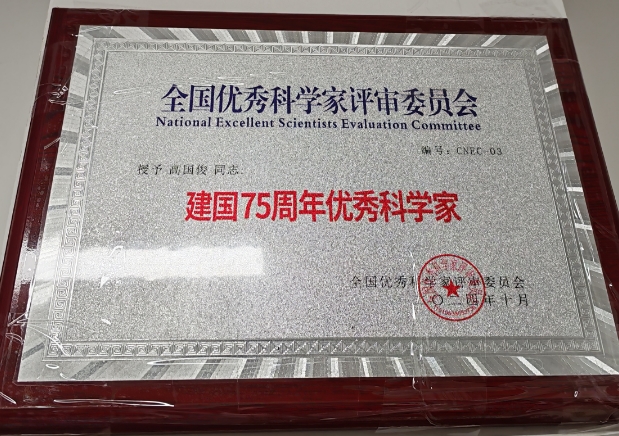 全国优秀科学家评审委员会
National Excellent Scientists Evaluation Committee
编号：CNEC-03
授予 高国俊 同志：
建国75周年优秀科学家
全国优秀科学家评审委员会
二〇二四年十月